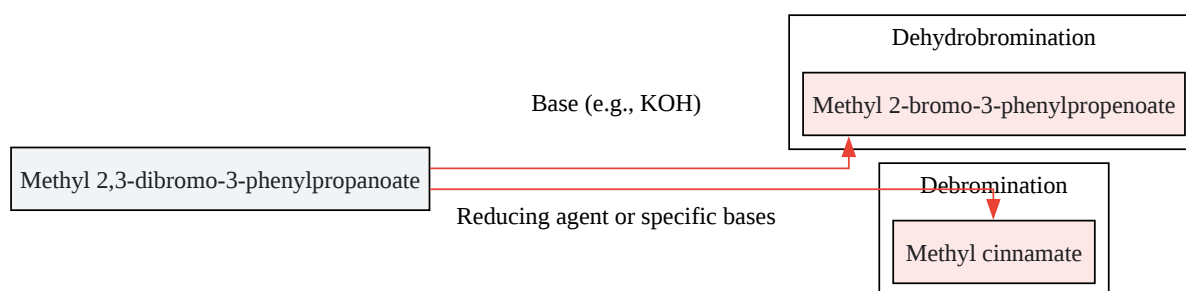 Dehydrobromination
Base (e.g., KOH)
Methyl 2-bromo-3-phenylpropenoate
Methyl 2,3-dibromo-3-phenylpropanoate
Debromination
Reducing agent or specific bases
Methyl cinnamate